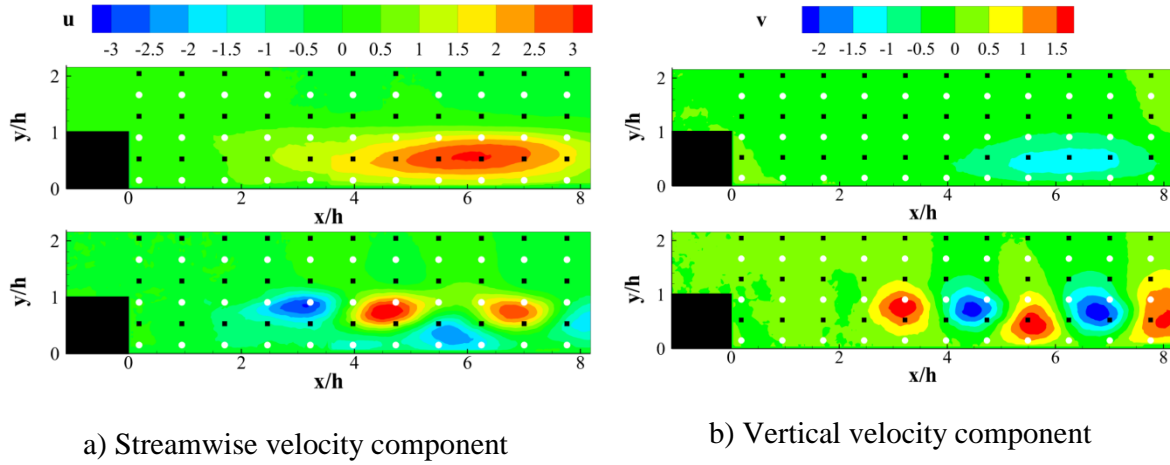 u
-3 -2.5 -2 -1.5 -1 -0.5 0 0.5 1 1.5 2 2.5 3
y/h
2
1
0
0 2 4 6 8
x/h
y/h
2
1
0
0 2 4 6 8
x/h
a) Streamwise velocity component
v
-2 -1.5 -1 -0.5 0 0.5 1 1.5
y/h
2
1
0
0 2 4 6 8
x/h
y/h
2
1
0
0 2 4 6 8
x/h
b) Vertical velocity component